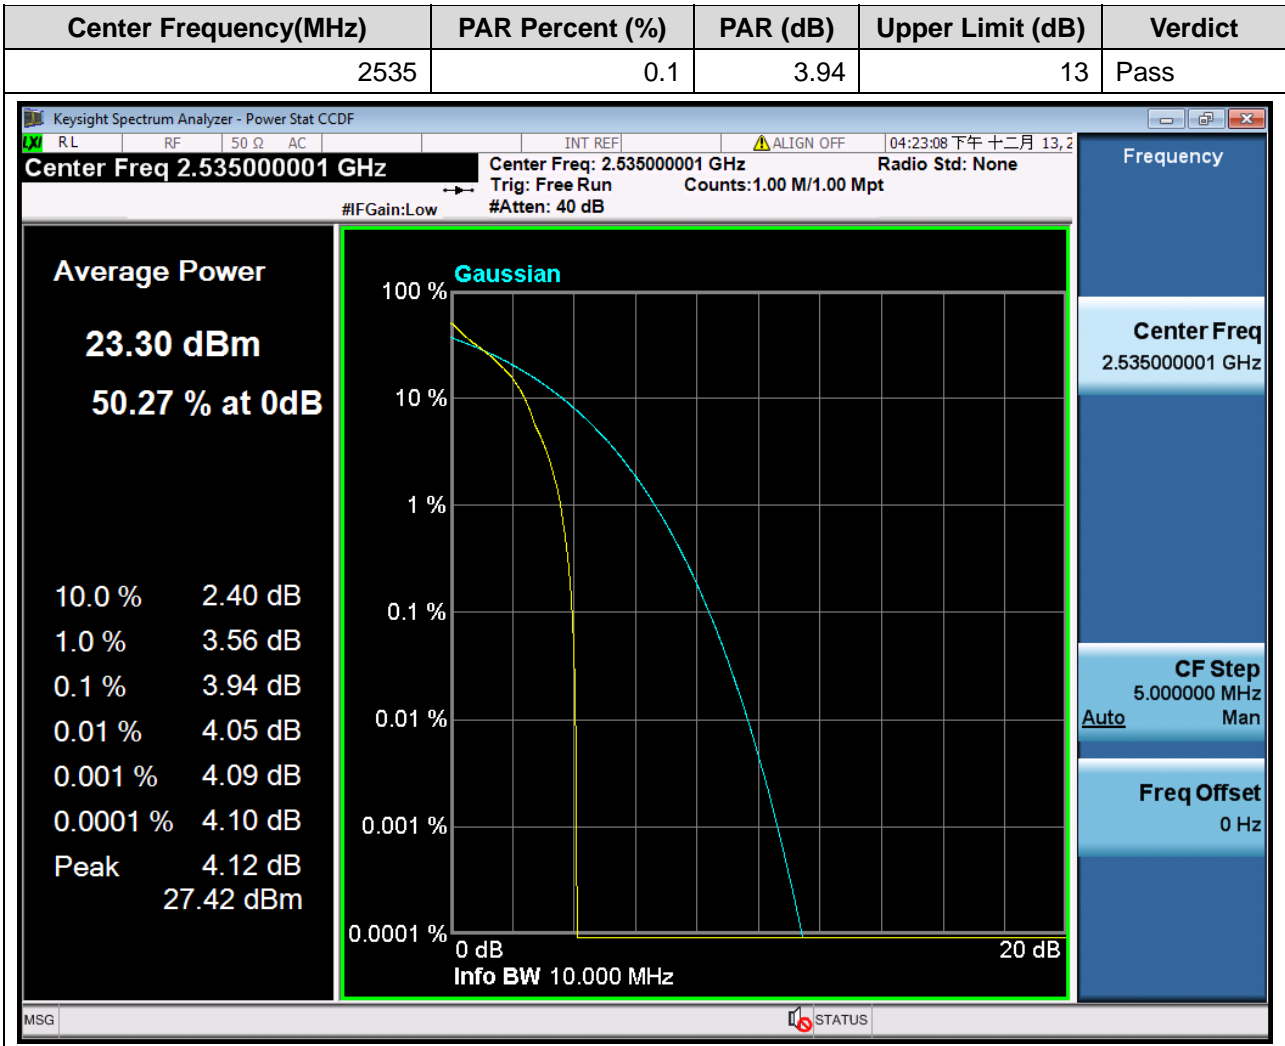 Center Frequency(MHz) PAR Percent (%) PAR (dB) Upper Limit (dB) Verdict
2535 0.1 3.94 13 Pass
Keysight Spectrum Analyzer - Power Stat CCDF
LXI RL RF 50 Ω AC INT REF ALIGN OFF 04:23:08 下午 十二月 13, 2
Center Freq 2.535000001 GHz
Center Freq: 2.535000001 GHz Radio Std: None
Trig: Free Run Counts:1.00 M/1.00 Mpt
#IFGain:Low #Atten: 40 dB
Average Power
23.30 dBm
50.27 % at 0dB
10.0 % 2.40 dB
1.0 % 3.56 dB
0.1 % 3.94 dB
0.01 % 4.05 dB
0.001 % 4.09 dB
0.0001 % 4.10 dB
Peak 4.12 dB
27.42 dBm
Gaussian
100 %
10 %
1 %
0.1 %
0.01 %
0.001 %
0.0001 %
0 dB 20 dB
Info BW 10.000 MHz
Frequency
Center Freq
2.535000001 GHz
CF Step
5.000000 MHz
Auto Man
Freq Offset
0 Hz
MSG STATUS